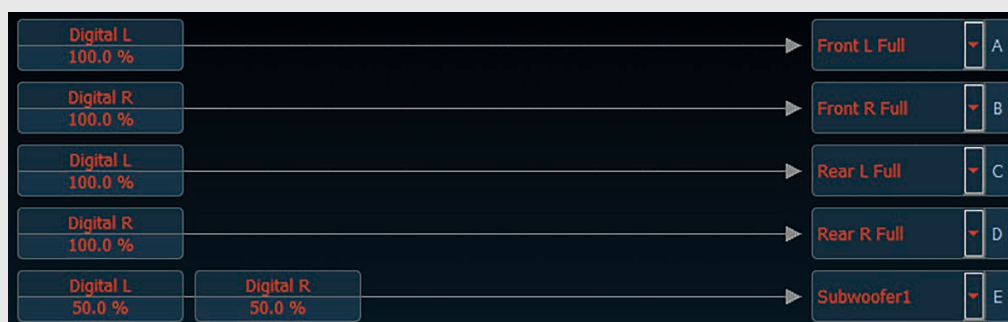 Digital L
100.0 %
Front L Full
A
Digital R
100.0 %
Front R Full
B
Digital L
100.0 %
Rear L Full
C
Digital R
100.0 %
Rear R Full
D
Digital L
50.0 %
Digital R
50.0 %
Subwoofer1
E